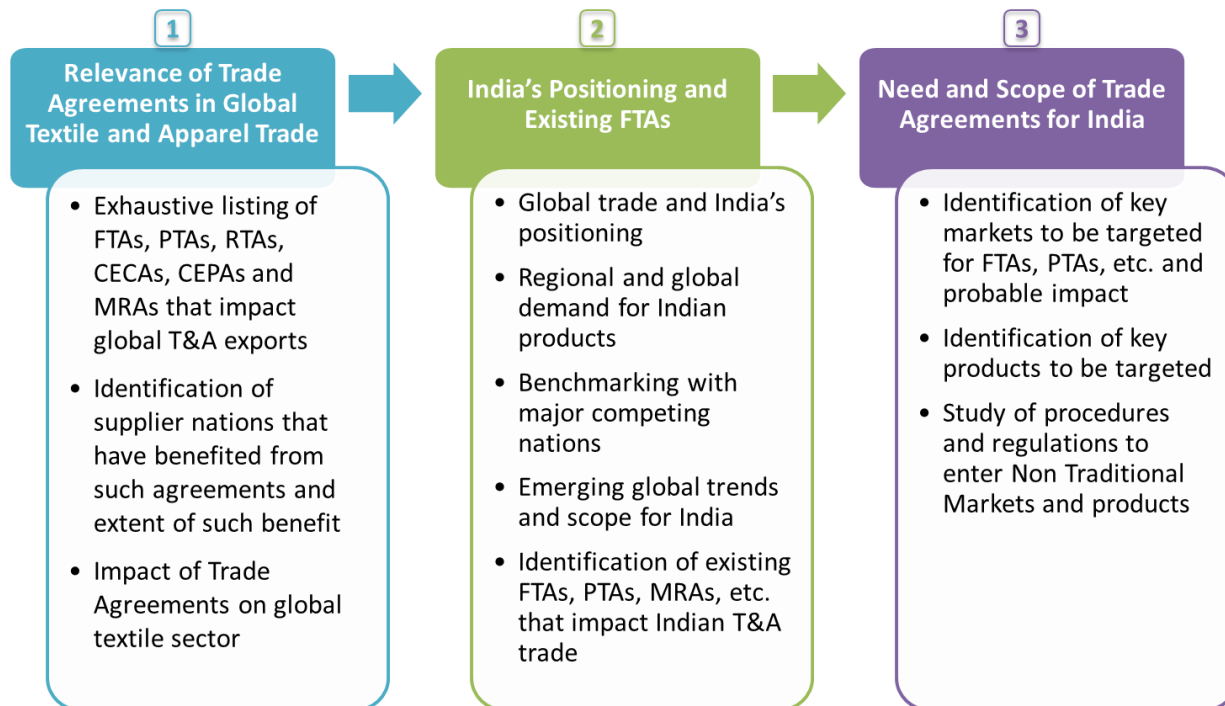 1
Relevance of Trade
Agreements in Global
Textile and Apparel Trade
• Exhaustive listing of
FTAs, PTAs, RTAs,
CECAs, CEPAs and
MRAs that impact
global T&A exports
• Identification of
supplier nations that
have benefited from
such agreements and
extent of such benefit
• Impact of Trade
Agreements on global
textile sector
2
India’s Positioning and
Existing FTAs
• Global trade and India’s
positioning
• Regional and global
demand for Indian
products
• Benchmarking with
major competing
nations
• Emerging global trends
and scope for India
• Identification of existing
FTAs, PTAs, MRAs, etc.
that impact Indian T&A
trade
3
Need and Scope of Trade
Agreements for India
• Identification of key
markets to be targeted
for FTAs, PTAs, etc. and
probable impact
• Identification of key
products to be targeted
• Study of procedures
and regulations to
enter Non Traditional
Markets and products